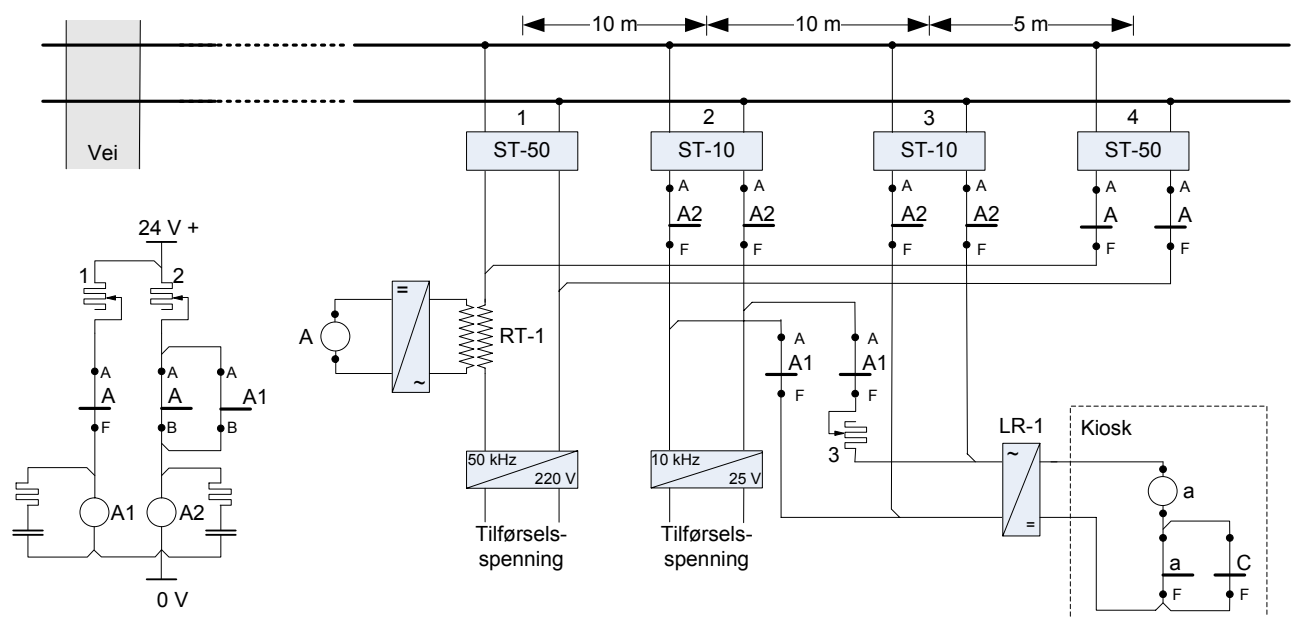 10 m 10 m 5 m
1 2 3 4
Vei ST-50 ST-10 ST-10 ST-50
A A A A A A
A2 A2 A2 A2 A A
F F F F F F
24 V +
1 2
= A A
A RT-1 A1 A1
A A A A A A1 ~ F F
F B B LR-1 Kiosk
3
50 kHz 10 kHz ~
220 V 25 V a
A1 A2 =
Tilførsels- Tilførsels-
spenning spenning
a C
F F
0 V